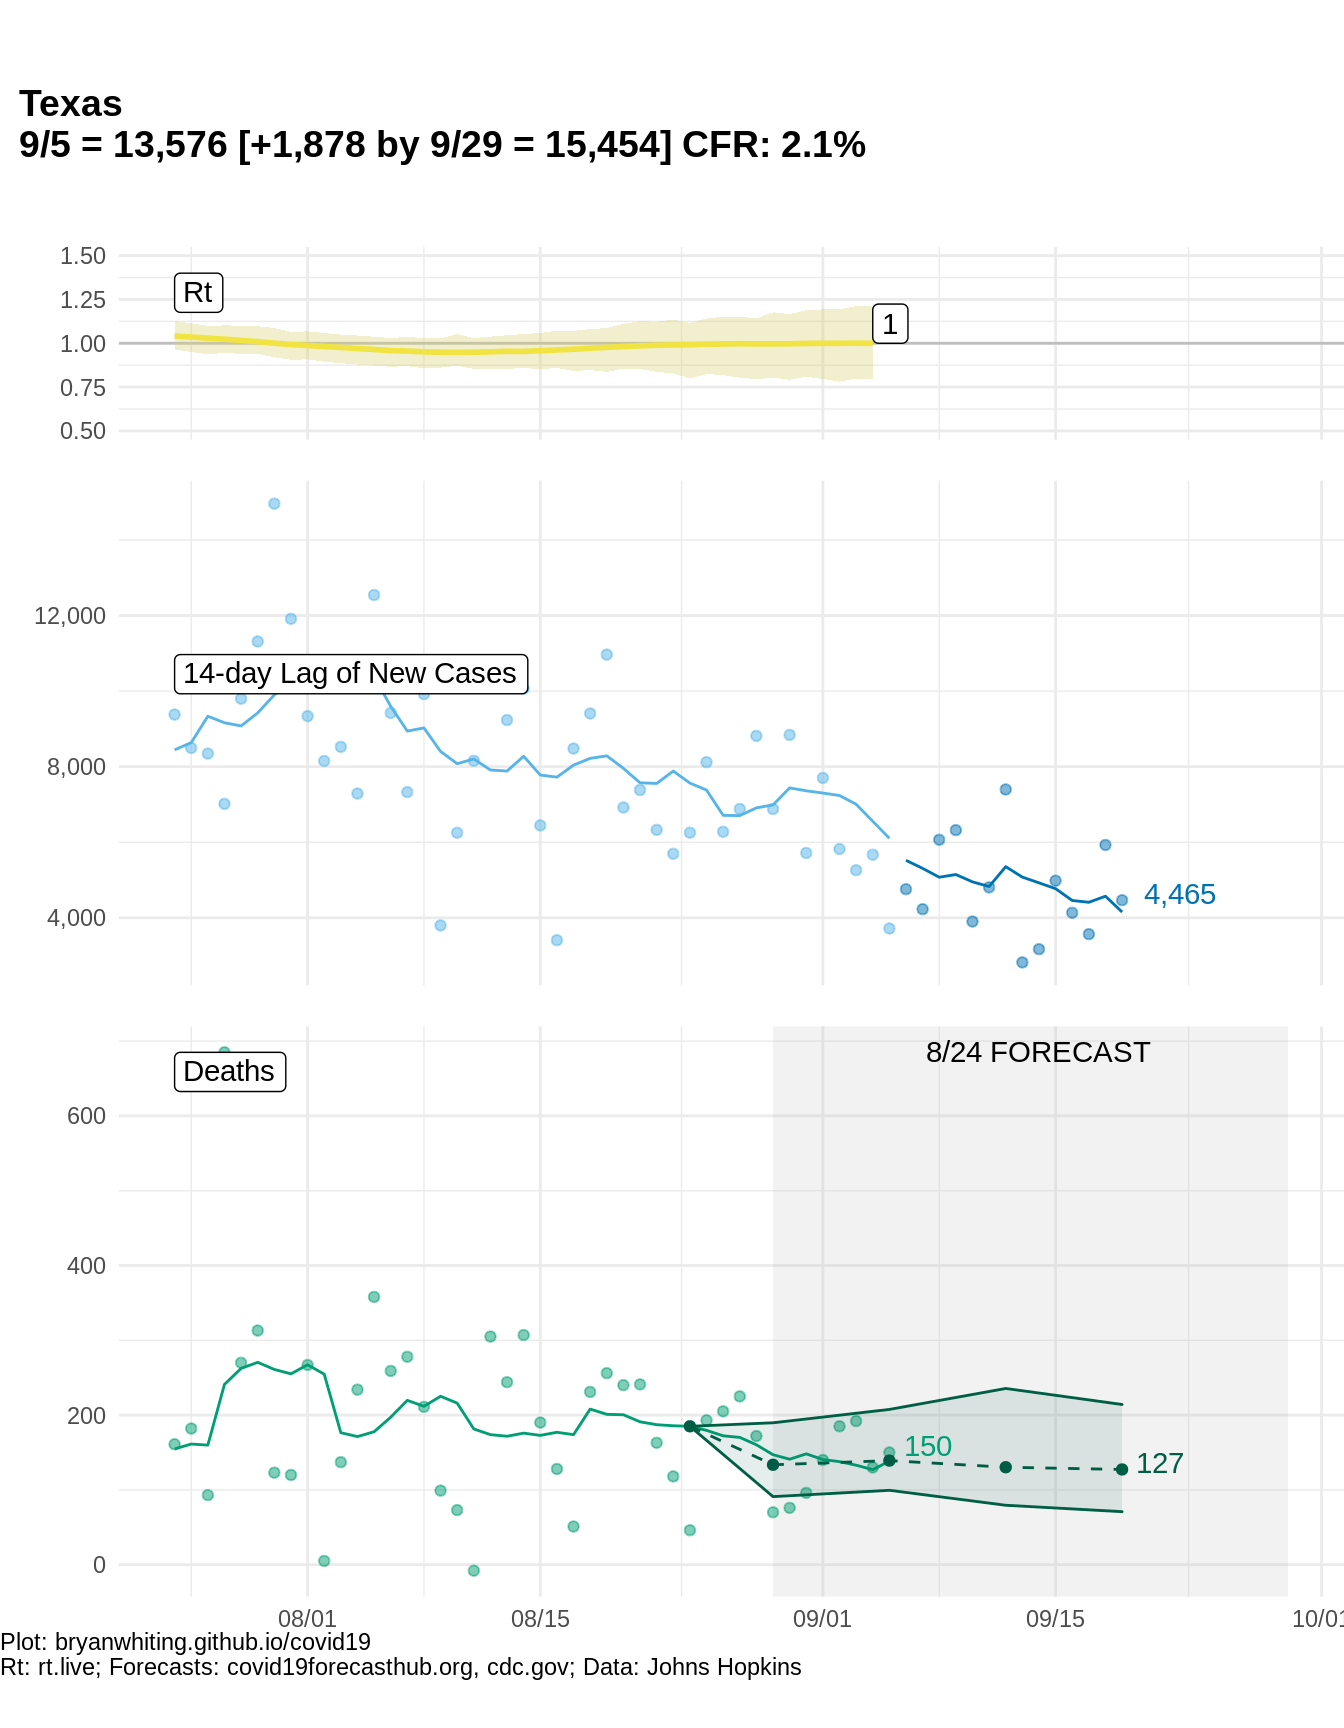 Texas
9/5 = 13,576 [+1,878 by 9/29 = 15,454] CFR: 2.1%
1.50
Rt
1.25
1
1.00
0.75
0.50
12,000
14-day Lag of New Cases
8,000
4,465
4,000
8/24 FORECAST
Deaths
600
400
200
150
127
0
08/01 08/15 09/01 09/15 10/01
Plot: bryanwhiting.github.io/covid19
Rt: rt.live; Forecasts: covid19forecasthub.org, cdc.gov; Data: Johns Hopkins